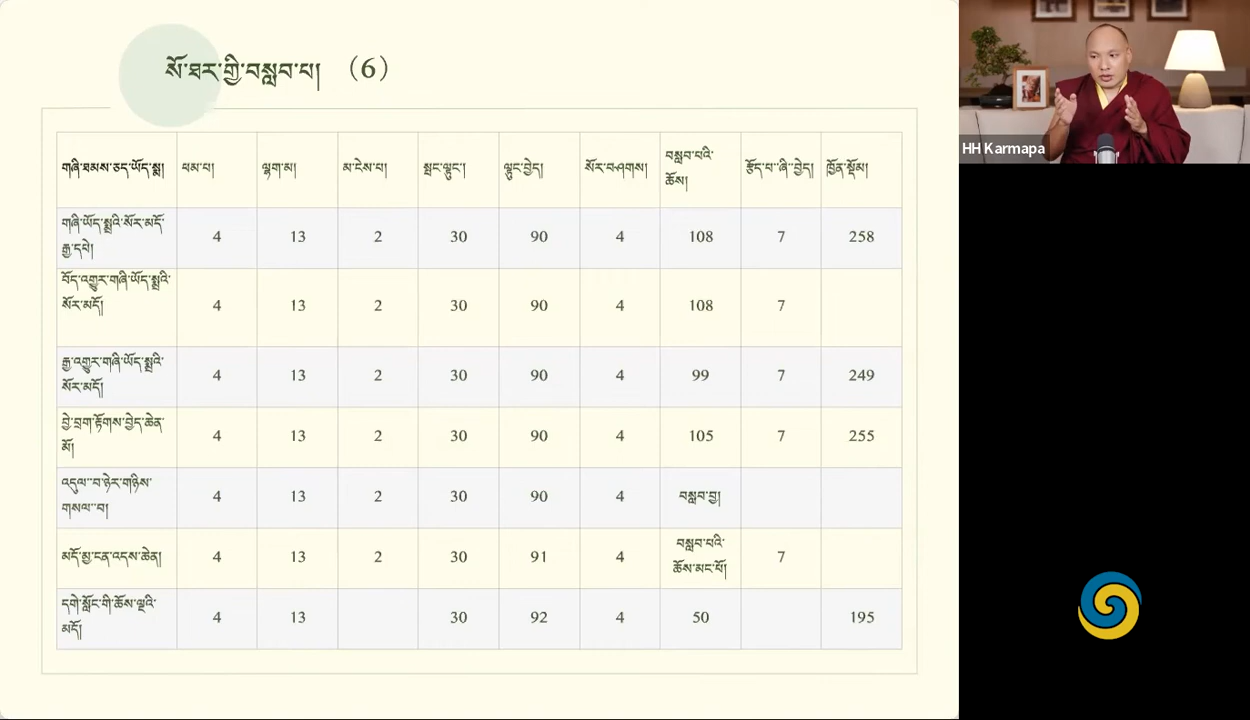 སོ་ཐར་གྱི་བསླབ་པ། (6)
གཞི་ཐམས་ཅད་ཡོད་སྨྲ། ཕམ་པ། ལྷག་མ། མ་ངེས་པ། སྤང་ལྟུང་། ལྟུང་བྱེད། སོར་བཤགས། བསླབ་པའི་ཆོས། རྩོད་པ་ཞི་བྱེད། ཁྱོན་སྡོམ།
གཞི་ཡོད་སྨྲའི་སོར་མདོ་རྒྱ་དཔེ། 4 13 2 30 90 4 108 7 258
བོད་འགྱུར་གཞི་ཡོད་སྨྲའི་སོར་མདོ། 4 13 2 30 90 4 108 7
རྒྱ་འགྱུར་གཞི་ཡོད་སྨྲའི་སོར་མདོ། 4 13 2 30 90 4 99 7 249
བྱེ་བྲག་རྟོགས་བྱེད་ཆེན་མོ། 4 13 2 30 90 4 105 7 255
འདུལ་བ་ཉེར་གཉིས་གསལ་བ། 4 13 2 30 90 4 བསླབ་བྱ།
མདོ་མྱ་ངན་འདས་ཆེན། 4 13 2 30 91 4 བསླབ་པའི་ཆོས་མང་པོ། 7
དགེ་སློང་གི་ཆོས་ལྔའི་མདོ། 4 13 30 92 4 50 195
HH Karmapa